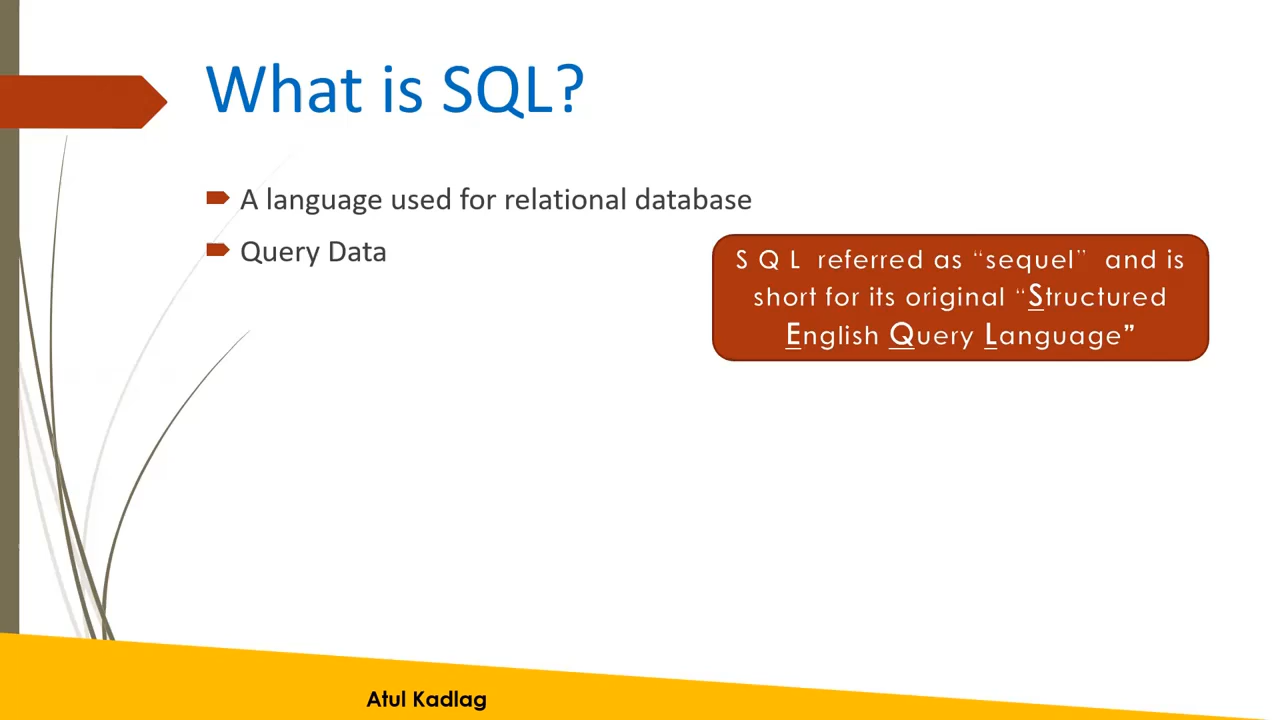 What is SQL?
A language used for relational database
Query Data
S Q L referred as “sequel” and is
short for its original “Structured
English Query Language”
Atul Kadlag